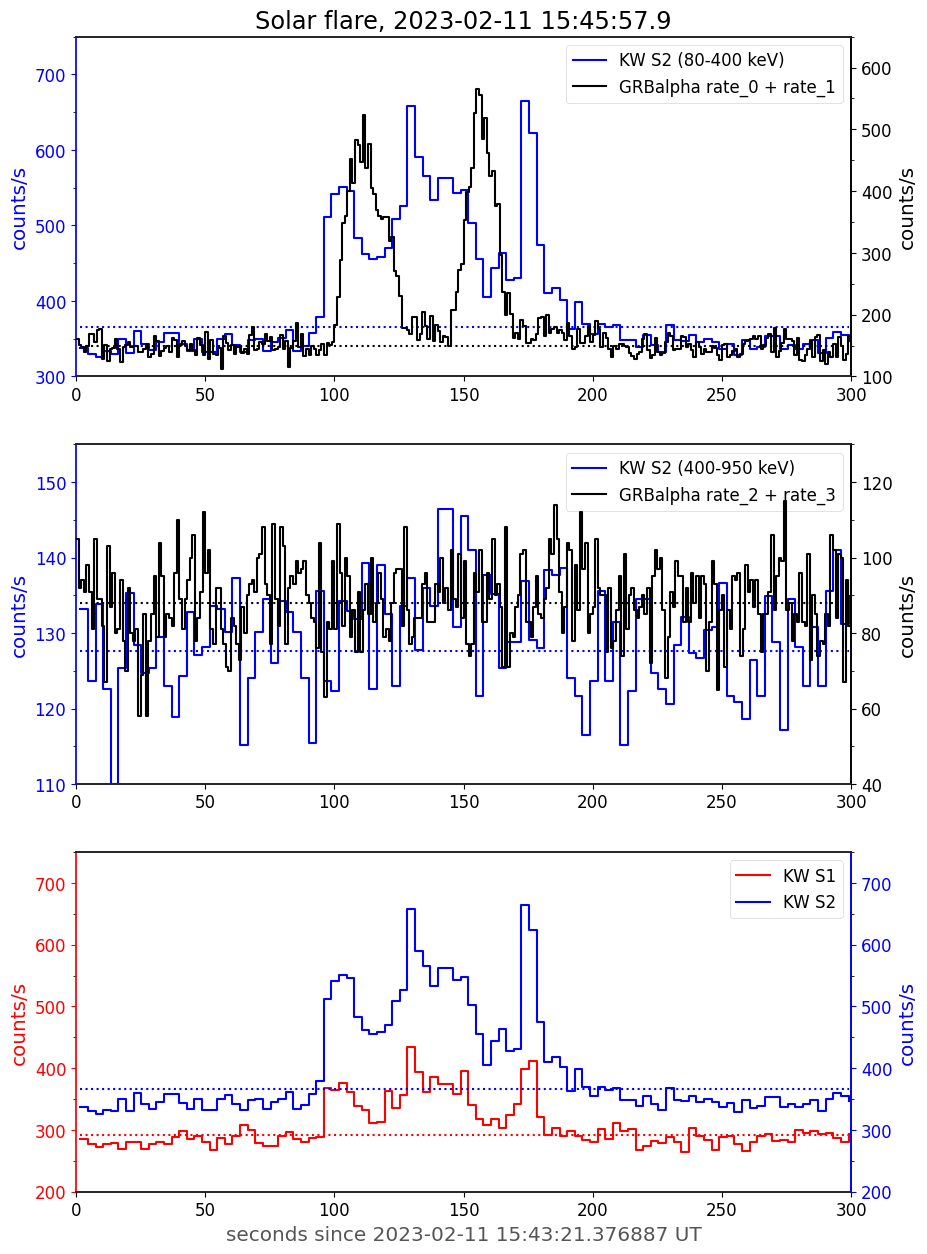 Solar flare, 2023-02-11 15:45:57.9
KW S2 (80-400 keV)
GRBalpha rate_0 + rate_1
700
600
500
400
300
counts/s
600
500
400
300
200
100
counts/s
0 50 100 150 200 250 300
KW S2 (400-950 keV)
GRBalpha rate_2 + rate_3
150
140
130
120
110
counts/s
120
100
80
60
40
counts/s
0 50 100 150 200 250 300
KW S1
KW S2
700
600
500
400
300
200
counts/s
700
600
500
400
300
200
counts/s
0 50 100 150 200 250 300
seconds since 2023-02-11 15:43:21.376887 UT